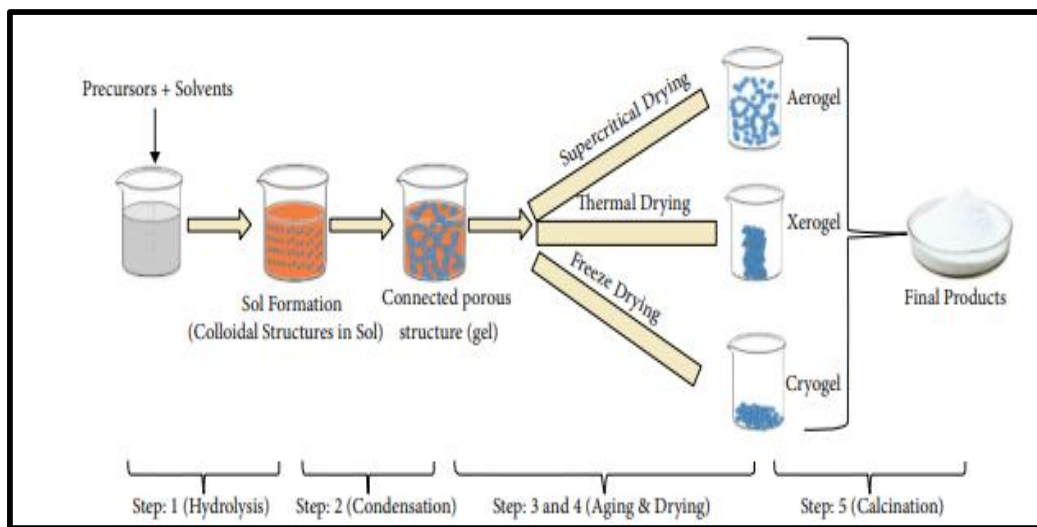 Precursors + Solvents
Sol Formation
(Colloidal Structures in Sol)
Connected porous
structure (gel)
Supercritical Drying
Thermal Drying
Freeze Drying
Aerogel
Xerogel
Cryogel
Final Products
Step: 1 (Hydrolysis)
Step: 2 (Condensation)
Step: 3 and 4 (Aging & Drying)
Step: 5 (Calcination)